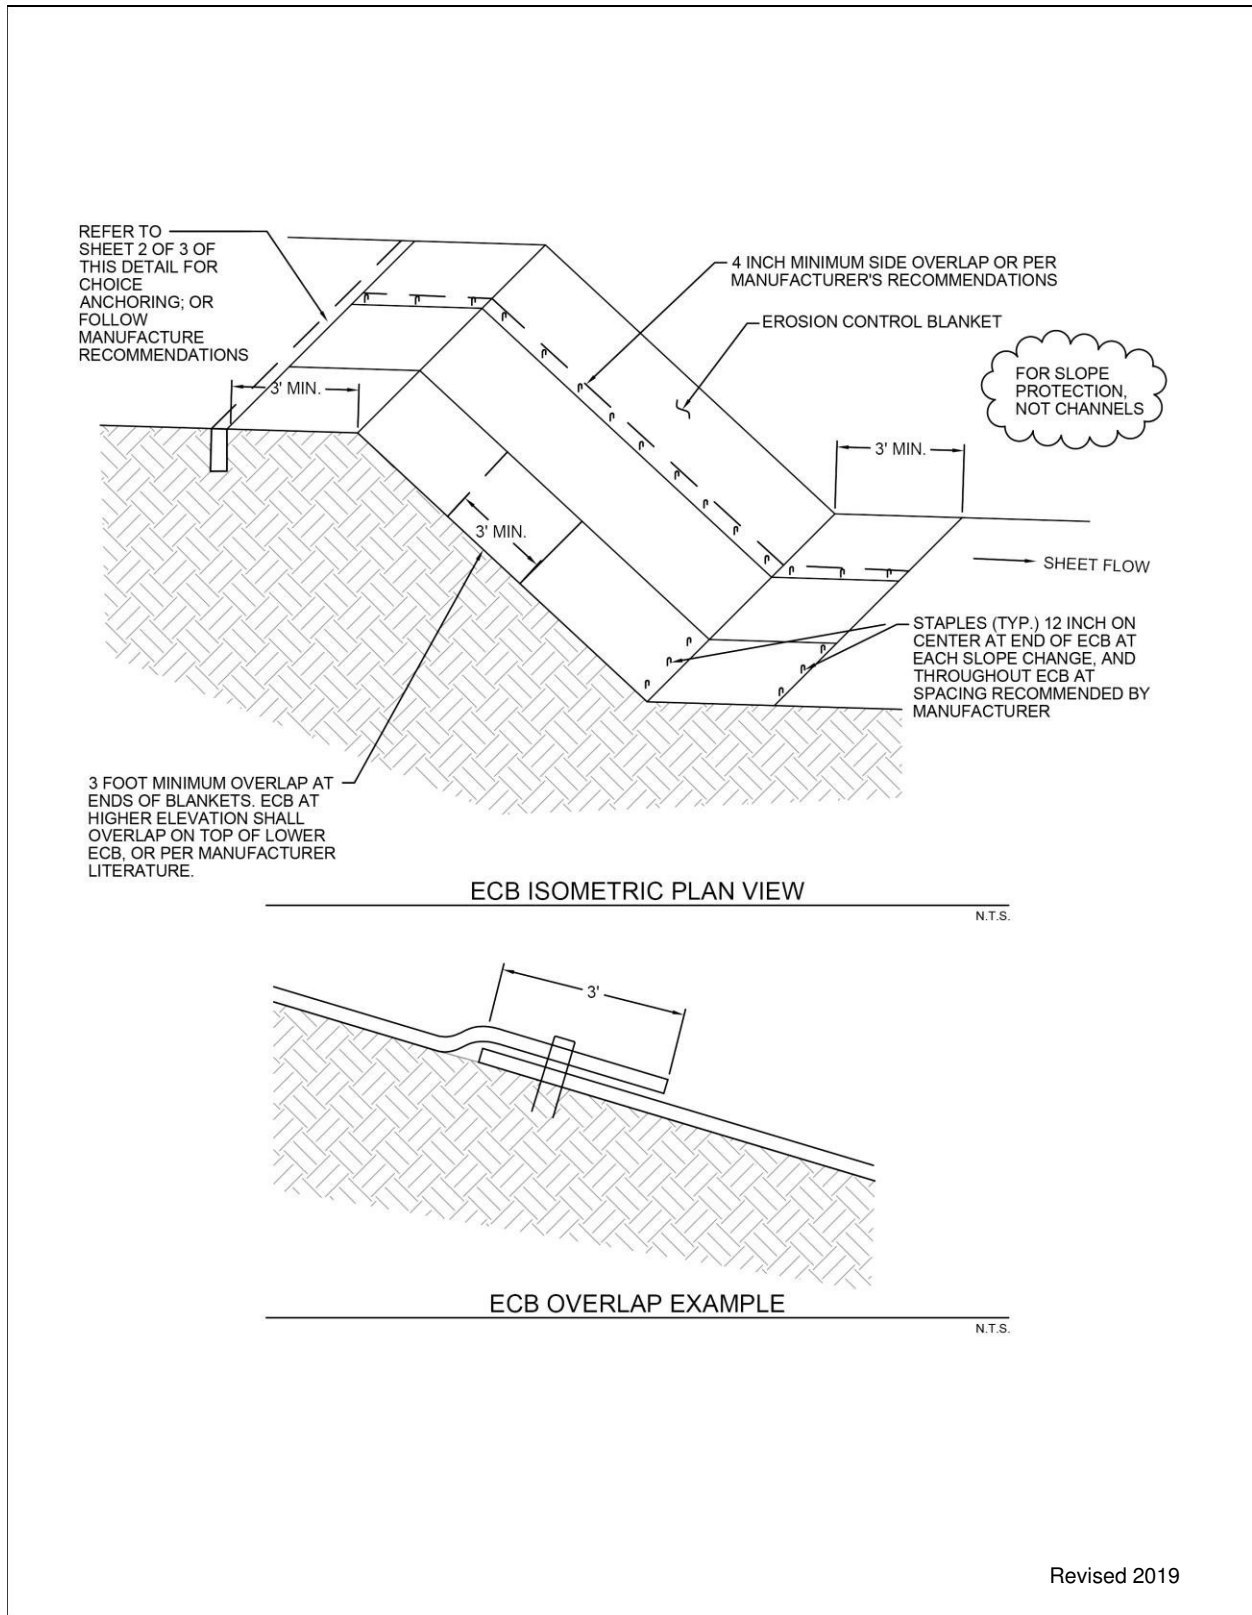 REFER TO
SHEET 2 OF 3 OF
THIS DETAIL FOR
CHOICE
ANCHORING; OR
FOLLOW
MANUFACTURE
RECOMMENDATIONS
4 INCH MINIMUM SIDE OVERLAP OR PER
MANUFACTURER'S RECOMMENDATIONS
EROSION CONTROL BLANKET
FOR SLOPE
PROTECTION,
NOT CHANNELS
3' MIN.
3' MIN.
3' MIN.
SHEET FLOW
STAPLES (TYP.) 12 INCH ON
CENTER AT END OF ECB AT
EACH SLOPE CHANGE, AND
THROUGHOUT ECB AT
SPACING RECOMMENDED BY
MANUFACTURER
3 FOOT MINIMUM OVERLAP AT
ENDS OF BLANKETS. ECB AT
HIGHER ELEVATION SHALL
OVERLAP ON TOP OF LOWER
ECB, OR PER MANUFACTURER
LITERATURE.
ECB ISOMETRIC PLAN VIEW
N.T.S.
3'
ECB OVERLAP EXAMPLE
N.T.S.
Revised 2019